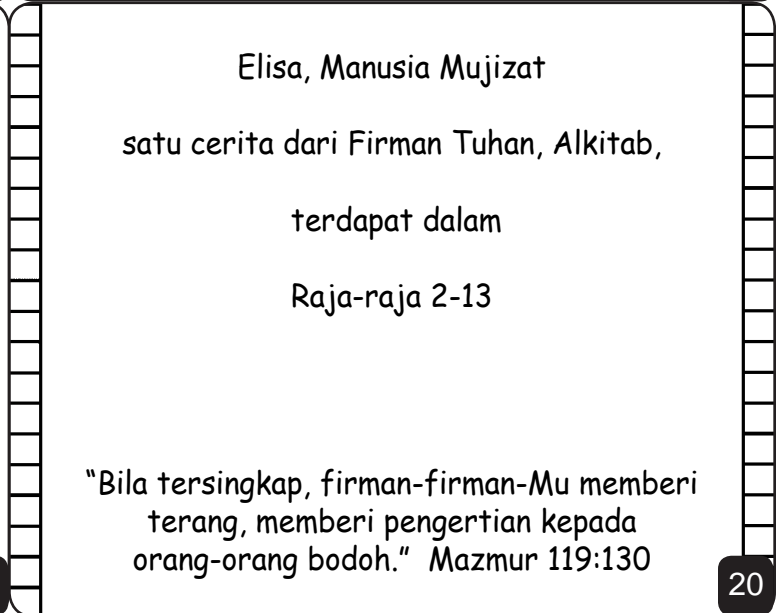 Elisa, Manusia Mujizat
satu cerita dari Firman Tuhan, Alkitab,
terdapat dalam
Raja-raja 2-13
“Bila tersingkap, firman-firman-Mu memberi
terang, memberi pengertian kepada
orang-orang bodoh.”  Mazmur 119:130
20